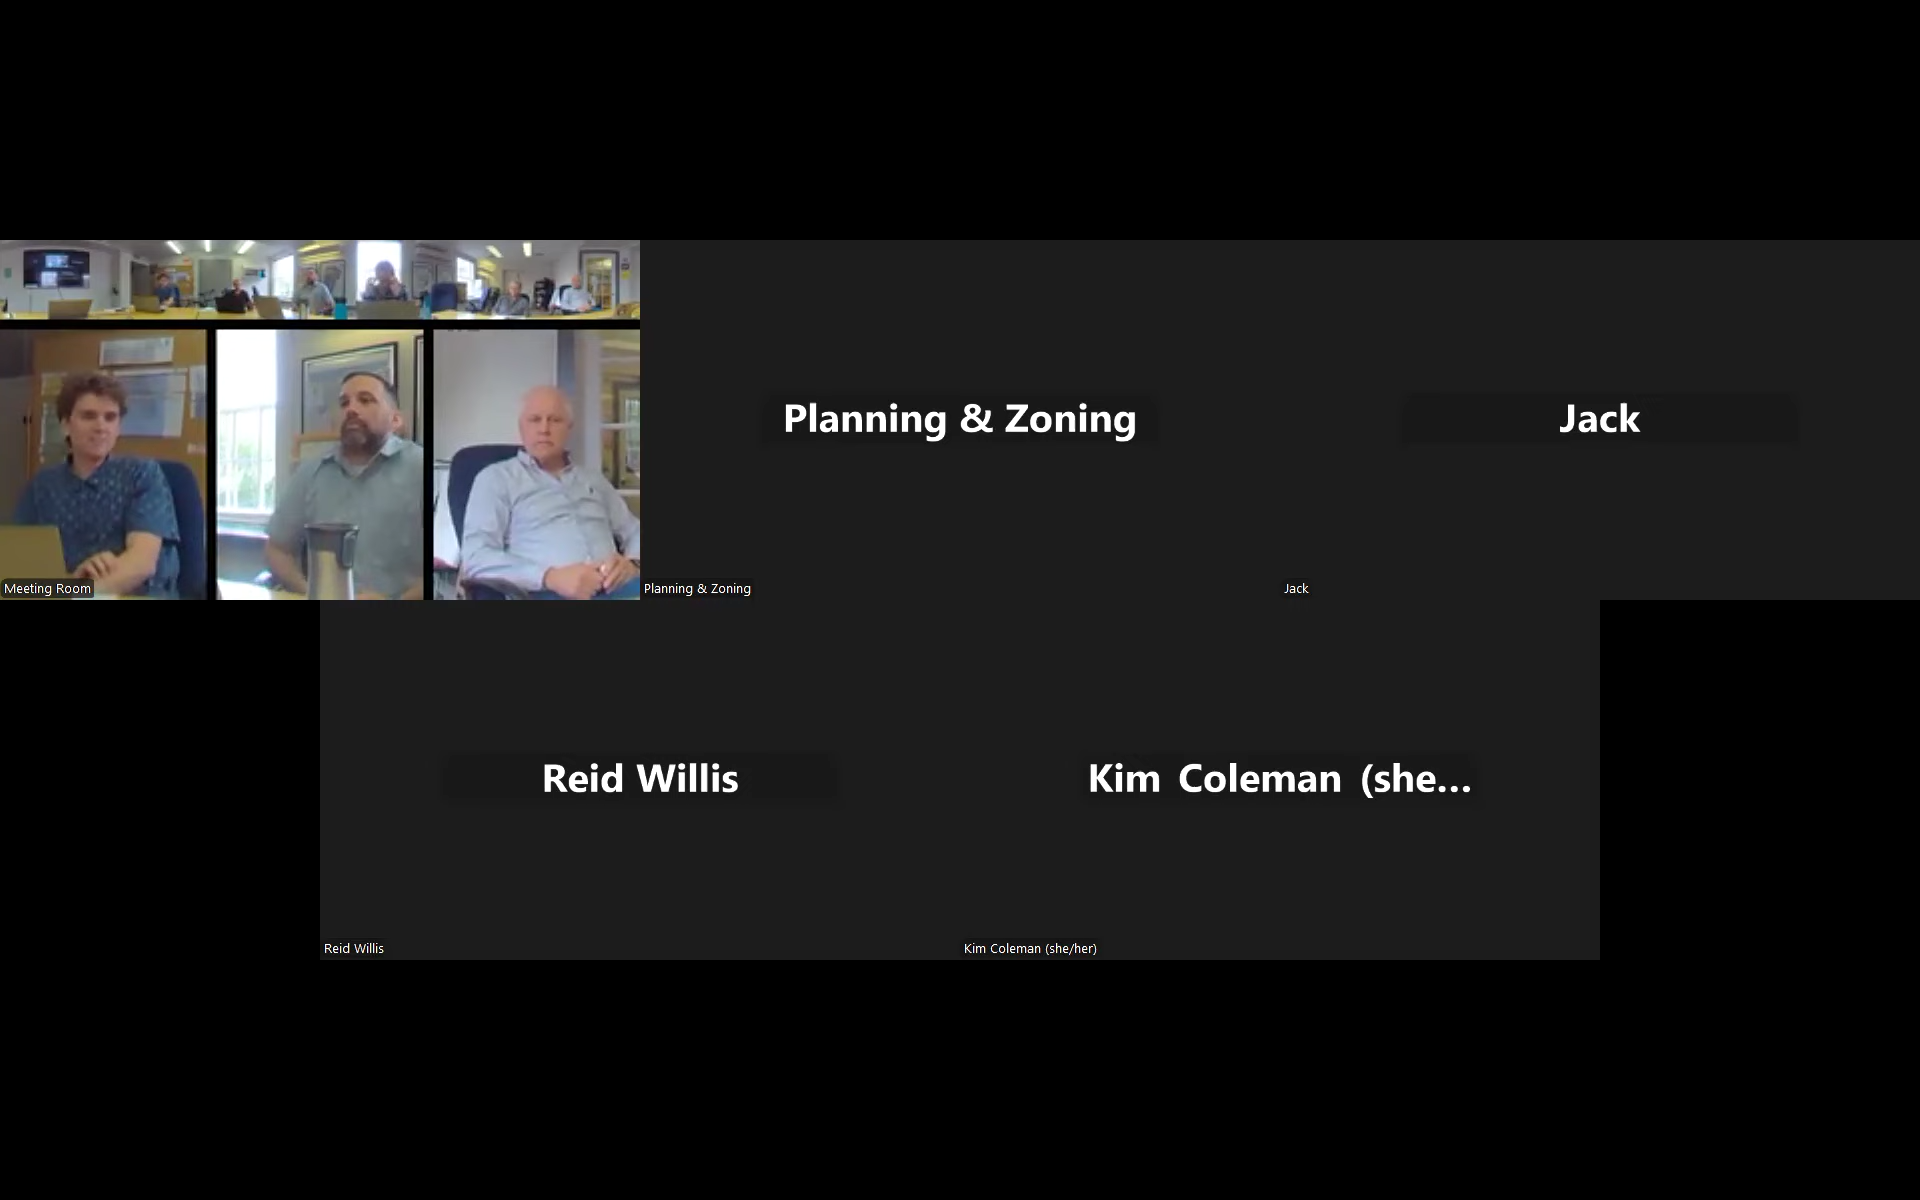 Meeting Room
Planning & Zoning
Planning & Zoning
Jack
Jack
Reid Willis
Reid Willis
Kim Coleman (she...
Kim Coleman (she/her)